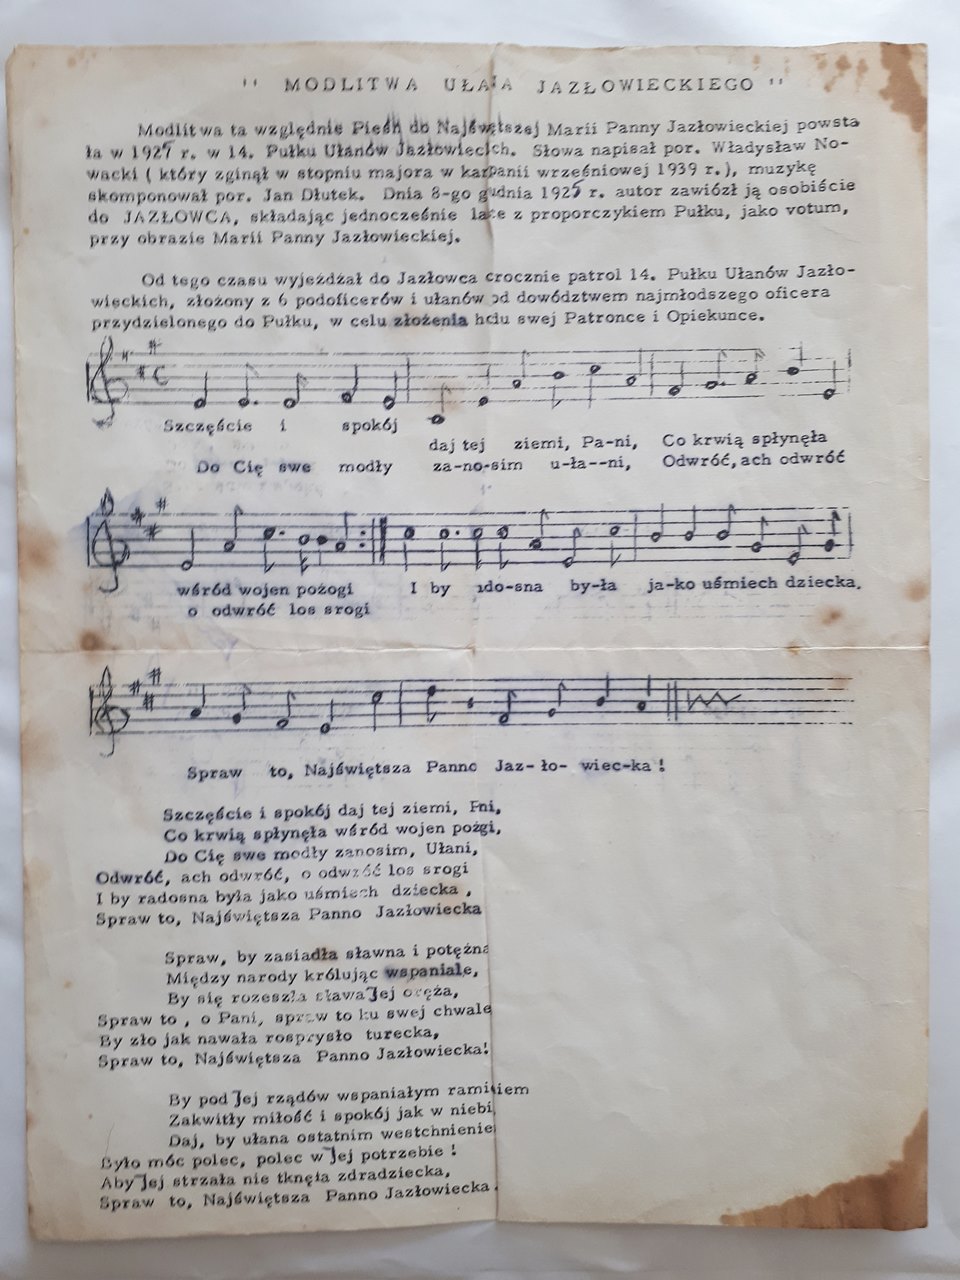 " MODLITWA UŁANA JAZŁOWIECKIEGO "
Modlitwa ta względnie Pieśń do Najświętszej Marii Panny Jazłowieckiej powsta
ła w 1925 r. w 14. Pułku Ułanów Jazłowiecich. Słowa napisał por. Władysław No-
wacki ( który zginął w stopniu majora w kampanii wrześniowej 1939 r.), muzykę
skomponował por. Jan Dłutek. Dnia 8-go grudnia 1925 r. autor zawiózł ją osobiście
do JAZŁOWCA, składając jednocześnie z proporczykiem Pułku, jako votum,
przy obrazie Marii Panny Jazłowieckiej.
Od tego czasu wyjeżdżał do Jazłowca corocznie patrol 14. Pułku Ułanów Jazło-
wieckich, złożony z 6 podoficerów i ułanów pod dowództwem najmłodszego oficera
przydzielonego do Pułku, w celu złożenia hołdu swej Patronce i Opiekunce.
Szczęście i spokój
daj tej ziemi, Pa-ni, Co krwią spłynęła
Do Cię swe modły za-no-sim u-ła--ni, Odwróć, ach odwróć
wśród wojen pożogi I by radosna by-ła ja-ko uśmiech dziecka.
o odwróć los srogi
Spraw to, Najświętsza Panno Jaz-ło- wiec-ka !
Szczęście i spokój daj tej ziemi, Pani,
Co krwią spłynęła wśród wojen pożogi,
Do Cię swe modły zanosim, Ułani,
Odwróć, ach odwróć, o odwróć los srogi
I by radosna była jako uśmiech dziecka ,
Spraw to, Najświętsza Panno Jazłowiecka
Spraw, by zasiadła sławna i potężna
Między narody królując wspaniale,
By się rozeszła sława Jej oręża,
Spraw to , o Pani, spraw to ku swej chwale
By zło jak nawała rosprysło turecka,
Spraw to, Najświętsza Panno Jazłowiecka!
By pod Jej rządów wspaniałym ramieniem
Zakwitły miłość i spokój jak w niebi
Daj, by ułana ostatnim westchnienie
Było móc polec, polec w Jej potrzebie !
Aby Jej strzała nie tknęła zdradziecka,
Spraw to, Najświętsza Panno Jazłowiecka.